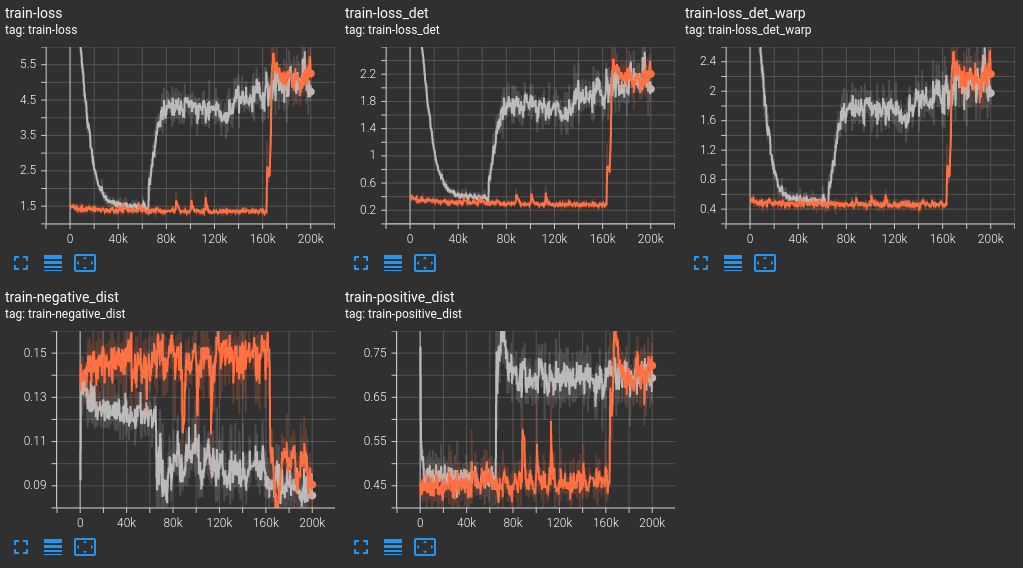 train-loss
tag: train-loss
5.5
4.5
3.5
2.5
1.5
0 40k 80k 120k 160k 200k
train-loss_det
tag: train-loss_det
2.2
1.8
1.4
1
0.6
0.2
0 40k 80k 120k 160k 200k
train-loss_det_warp
tag: train-loss_det_warp
2.4
2
1.6
1.2
0.8
0.4
0 40k 80k 120k 160k 200k
train-negative_dist
tag: train-negative_dist
0.15
0.13
0.11
0.09
0 40k 80k 120k 160k 200k
train-positive_dist
tag: train-positive_dist
0.75
0.65
0.55
0.45
0 40k 80k 120k 160k 200k